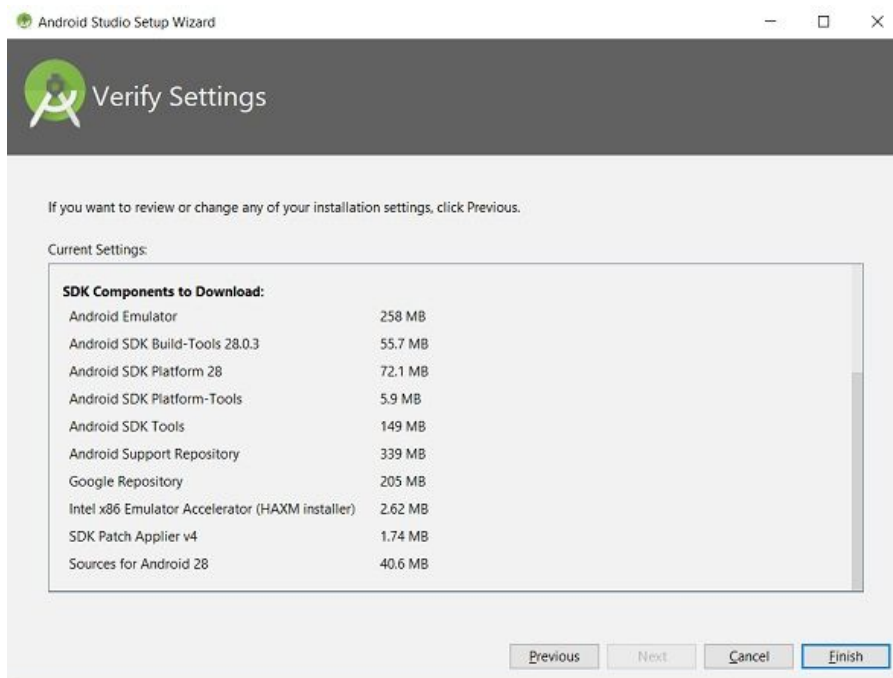 Android Studio Setup Wizard
Verify Settings
If you want to review or change any of your installation settings, click Previous.
Current Settings:
SDK Components to Download:
Android Emulator 258 MB
Android SDK Build-Tools 28.0.3 55.7 MB
Android SDK Platform 28 72.1 MB
Android SDK Platform-Tools 5.9 MB
Android SDK Tools 149 MB
Android Support Repository 339 MB
Google Repository 205 MB
Intel x86 Emulator Accelerator (HAXM installer) 2.62 MB
SDK Patch Applier v4 1.74 MB
Sources for Android 28 40.6 MB
Previous Next Cancel Finish